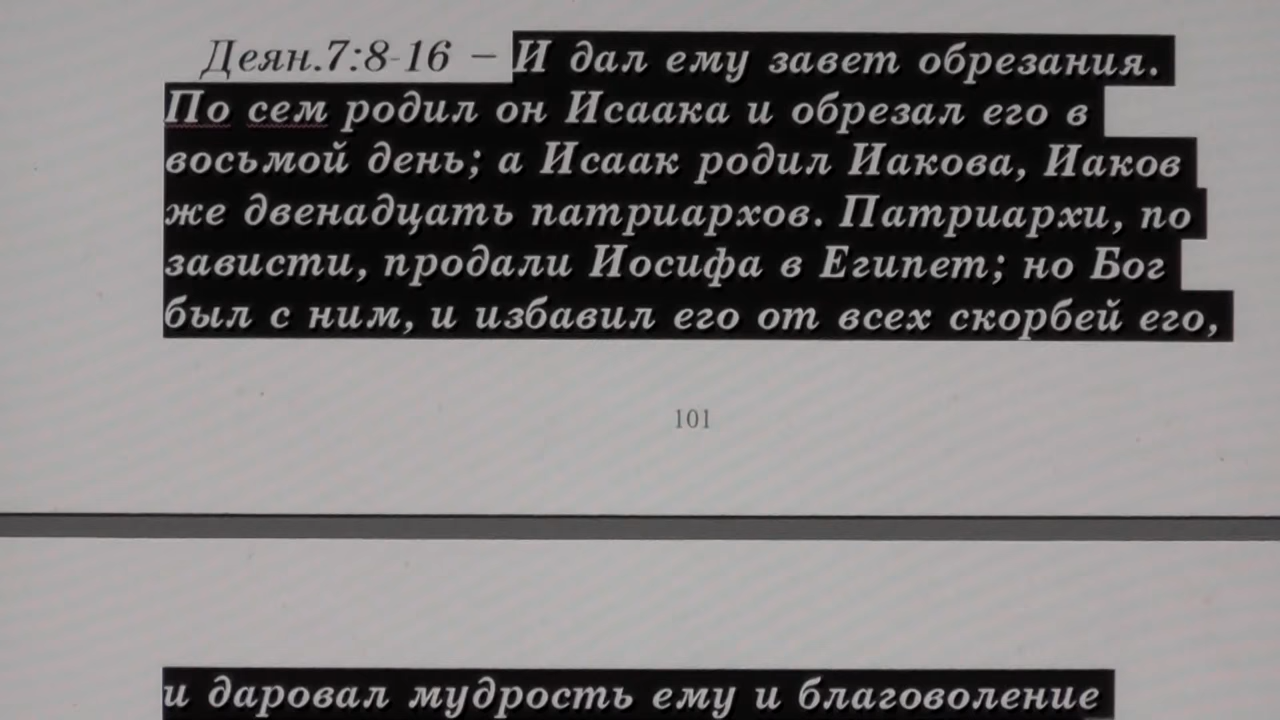 Деян.7:8-16 – И дал ему завет обрезания.
По сем родил он Исаака и обрезал его в
восьмой день; а Исаак родил Иакова, Иаков
же двенадцать патриархов. Патриархи, по
зависти, продали Иосифа в Египет; но Бог
был с ним, и избавил его от всех скорбей его,
101
и даровал мудрость ему и благоволение